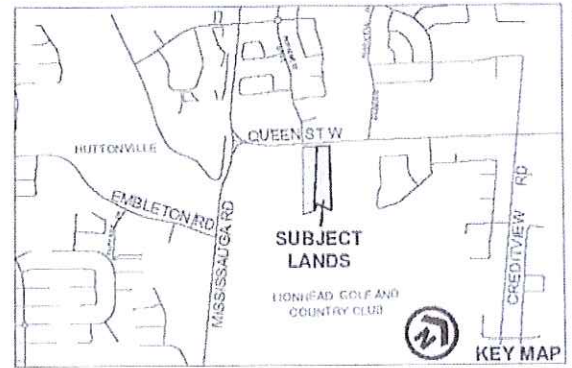 HUTTONVILLE
QUEEN ST W
EMBLETON RD
MISSISSAUGA RD
CREDITVIEW RD
SUBJECT
LANDS
LIONHEAD GOLF AND
COUNTRY CLUB
N
KEY MAP